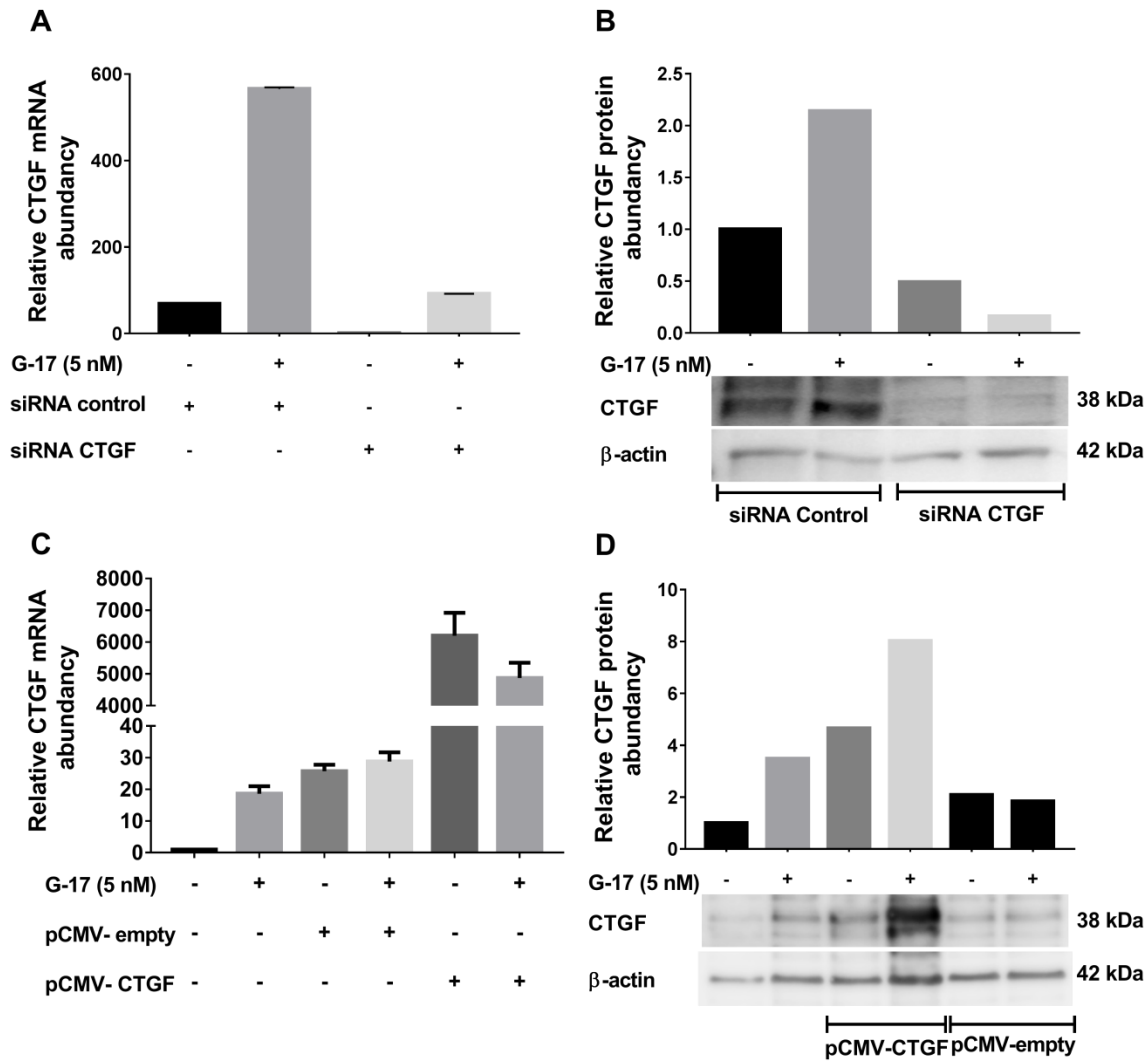 A
Relative CTGF mRNA
abundancy
600
400
200
0
G-17 (5 nM) - + - +
siRNA control + + - -
siRNA CTGF - - + +
B
Relative CTGF protein
abundancy
2.5
2.0
1.5
1.0
0.5
0.0
G-17 (5 nM) - + - +
CTGF 38 kDa
β-actin 42 kDa
siRNA Control siRNA CTGF
C
Relative CTGF mRNA
abundancy
8000
7000
6000
5000
4000
40
30
20
10
0
G-17 (5 nM) - + - + - +
pCMV- empty - - + + - -
pCMV- CTGF - - - - + +
D
Relative CTGF protein
abundancy
10
8
6
4
2
0
G-17 (5 nM) - + - + - +
CTGF 38 kDa
β-actin 42 kDa
pCMV-CTGF pCMV-empty